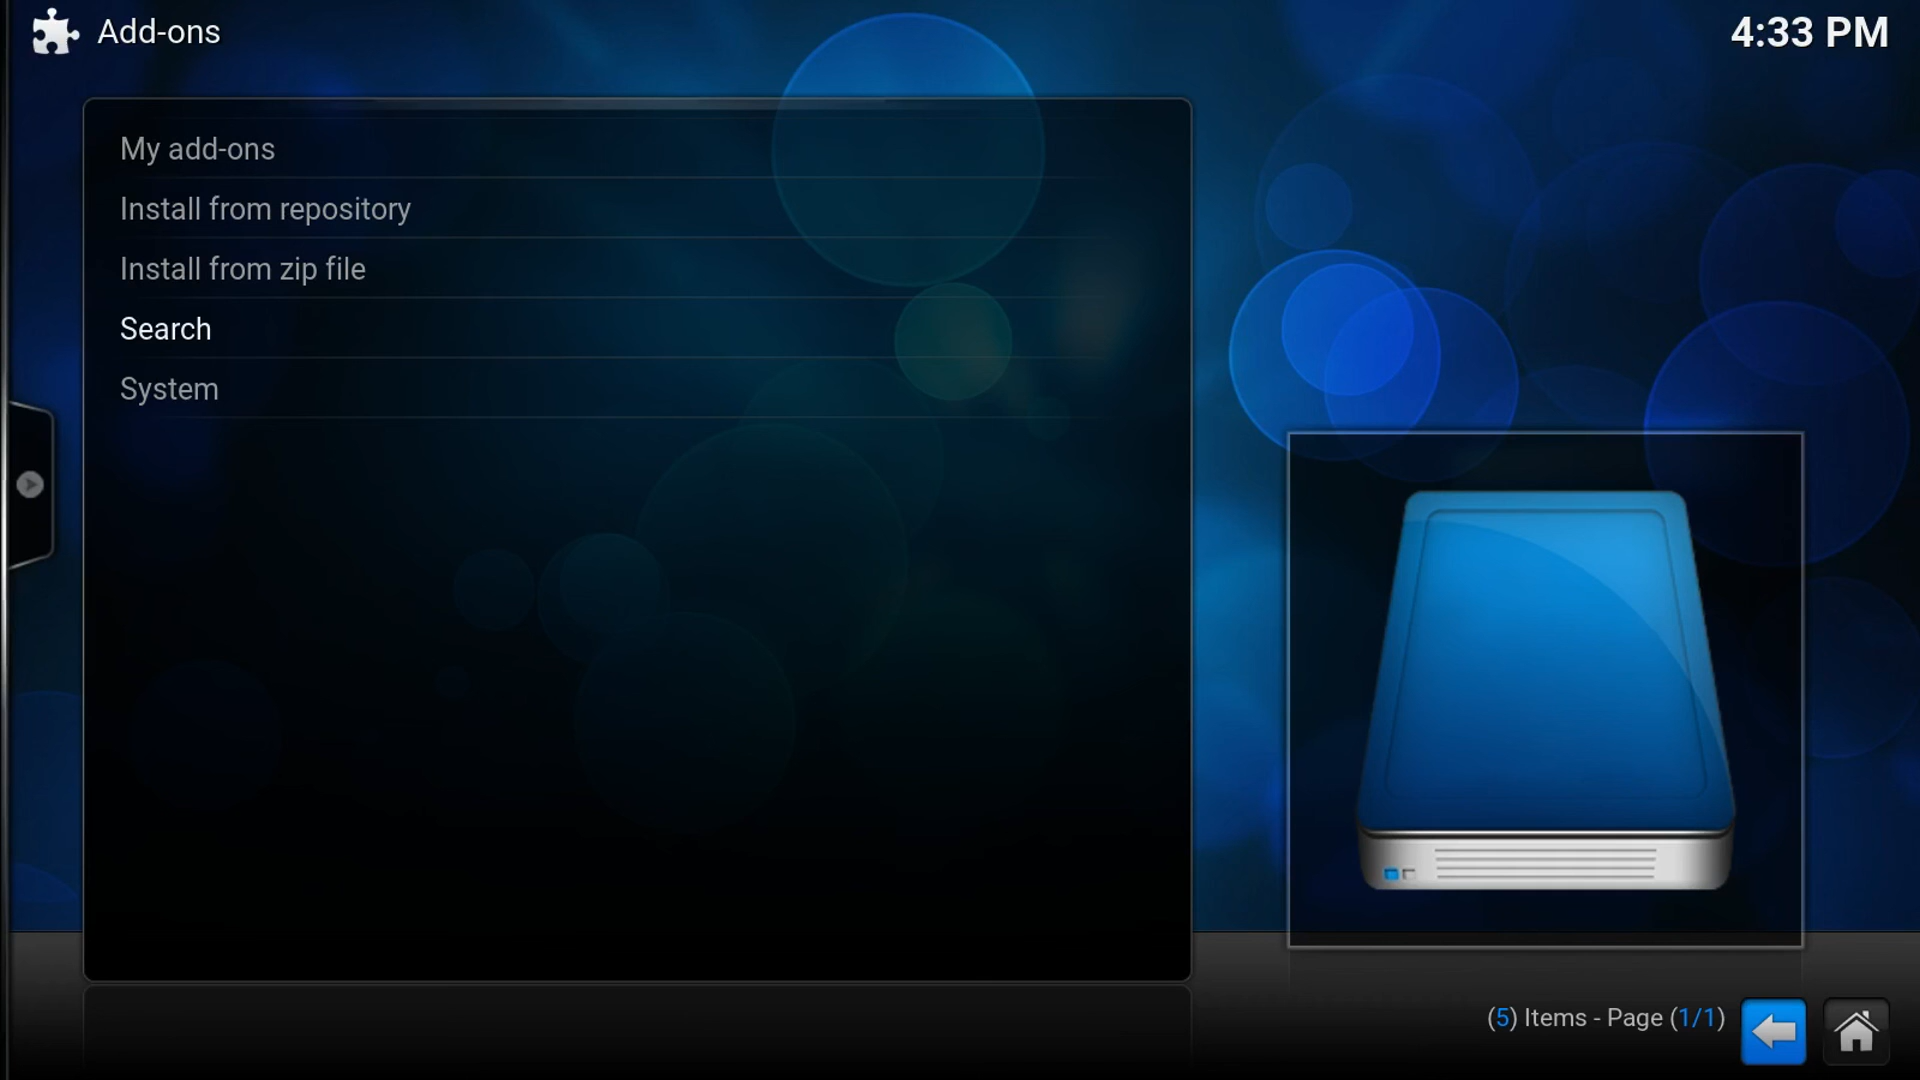 Add-ons
4:33 PM
My add-ons
Install from repository
Install from zip file
Search
System
(5) Items - Page (1/1)